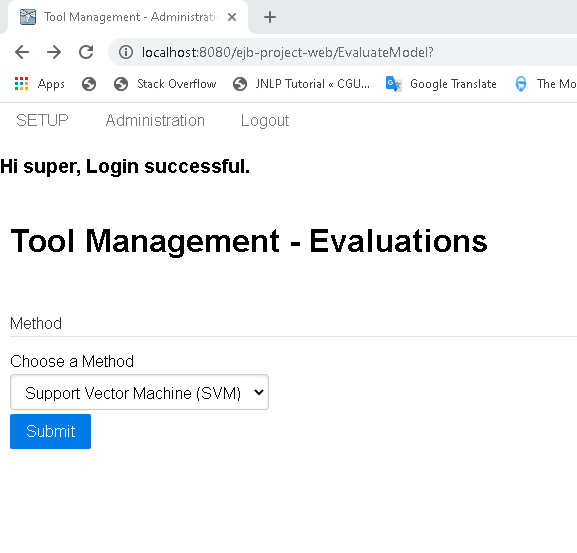 Tool Management - Administrati
localhost:8080/ejb-project-web/EvaluateModel?
Apps Stack Overflow JNLP Tutorial « CGU... Google Translate The Mo
SETUP Administration Logout
Hi super, Login successful.
Tool Management - Evaluations
Method
Choose a Method
Support Vector Machine (SVM)
Submit